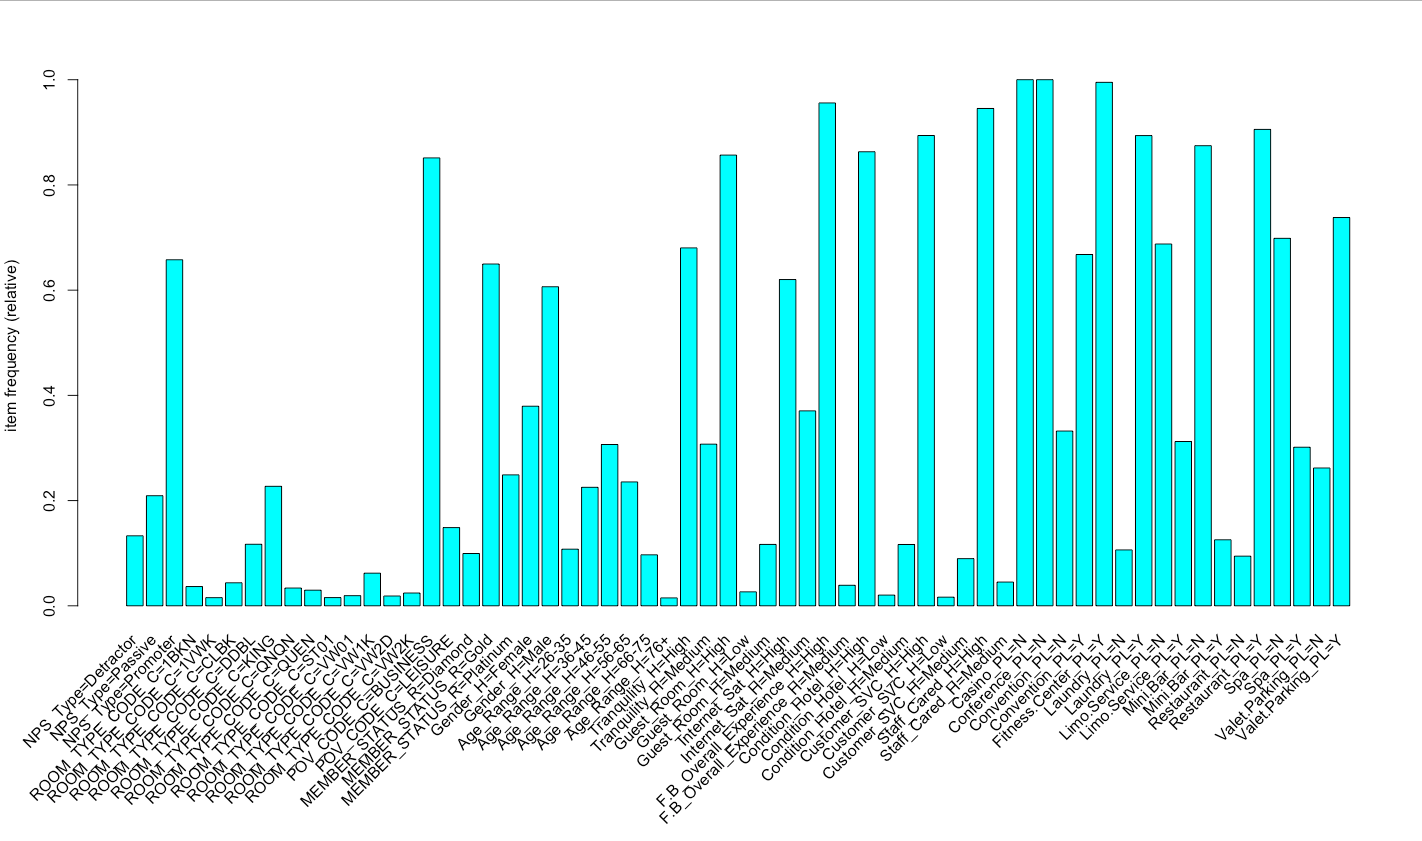 item frequency (relative)
1.0
0.8
0.6
0.4
0.2
0.0
NPS_Type=Detractor
NPS_Type=Passive
NPS_Type=Promoter
ROOM_TYPE_CODE_C=1BKN
ROOM_TYPE_CODE_C=1VWK
ROOM_TYPE_CODE_C=CLBK
ROOM_TYPE_CODE_C=DDBL
ROOM_TYPE_CODE_C=KING
ROOM_TYPE_CODE_C=QNQN
ROOM_TYPE_CODE_C=QUEN
ROOM_TYPE_CODE_C=ST01
ROOM_TYPE_CODE_C=VW01
ROOM_TYPE_CODE_C=VW1K
ROOM_TYPE_CODE_C=VW2D
ROOM_TYPE_CODE_C=VW2K
POV_CODE_C=BUSINESS
POV_CODE_C=LEISURE
MEMBER_STATUS_R=Diamond
MEMBER_STATUS_R=Gold
MEMBER_STATUS_R=Platinum
Gender_H=Female
Gender_H=Male
Age_Range_H=26-35
Age_Range_H=36-45
Age_Range_H=46-55
Age_Range_H=56-65
Age_Range_H=66-75
Age_Range_H=76+
Tranquility_H=High
Tranquility_H=Medium
Guest_Room_H=High
Guest_Room_H=Low
Guest_Room_H=Medium
Internet_Sat_H=High
Internet_Sat_H=Medium
F.B_Overall_Experience_H=High
F.B_Overall_Experience_H=Medium
Condition_Hotel_H=High
Condition_Hotel_H=Low
Condition_Hotel_H=Medium
Customer_SVC_H=High
Customer_SVC_H=Low
Customer_SVC_H=Medium
Staff_Cared_H=High
Staff_Cared_H=Medium
Casino_PL=N
Conference_PL=N
Convention_PL=N
Convention_PL=Y
Fitness.Center_PL=Y
Laundry_PL=N
Laundry_PL=Y
Limo.Service_PL=N
Limo.Service_PL=Y
Mini.Bar_PL=N
Mini.Bar_PL=Y
Restaurant_PL=N
Restaurant_PL=Y
Spa_PL=N
Spa_PL=Y
Valet.Parking_PL=N
Valet.Parking_PL=Y